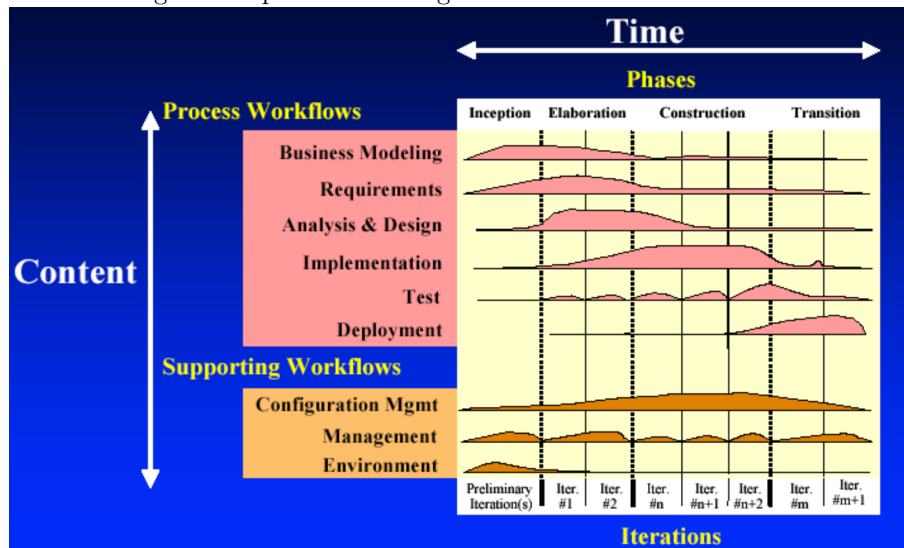 Time
Phases
Process Workflows
Inception Elaboration Construction Transition
Business Modeling
Requirements
Analysis & Design
Implementation
Content
Test
Deployment
Supporting Workflows
Configuration Mgmt
Management
Environment
Preliminary
Iteration(s)
Iter.
#1
Iter.
#2
Iter.
#n
Iter.
#n+1
Iter.
#n+2
Iter.
#m
Iter.
#m+1
Iterations